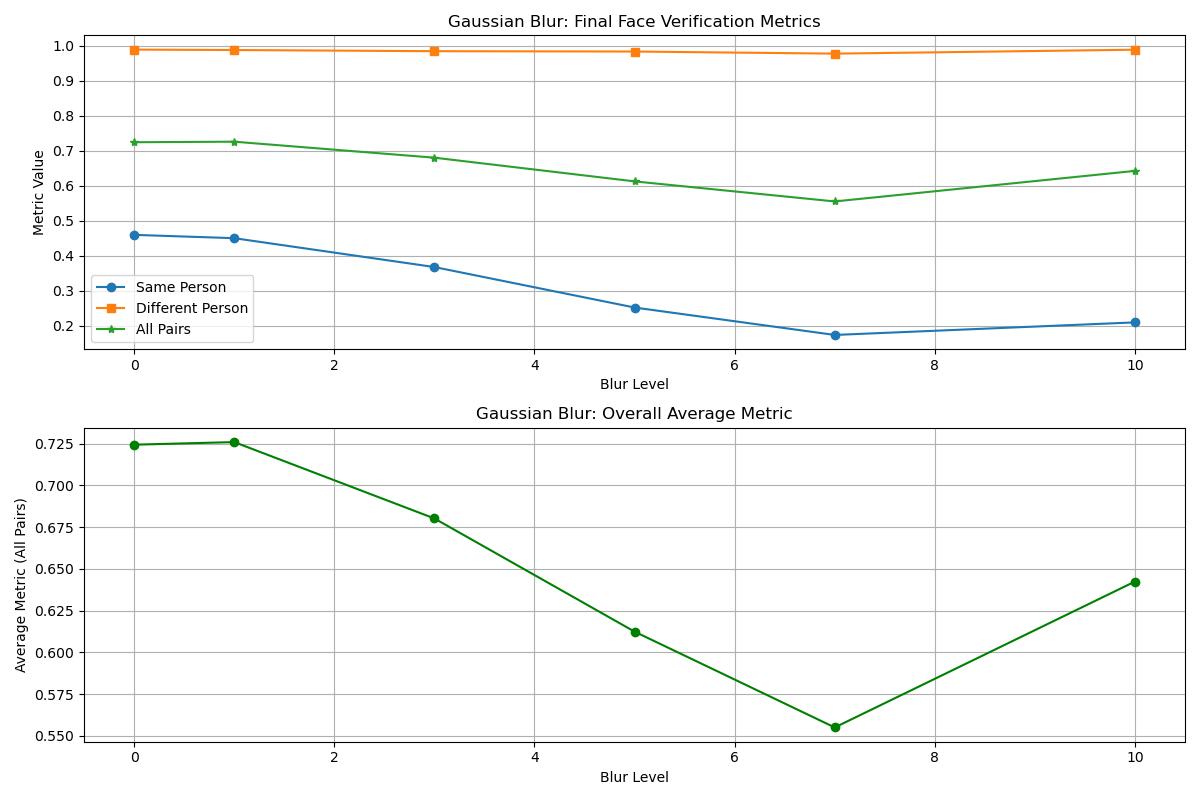 Gaussian Blur: Final Face Verification Metrics
Metric Value
1.0
0.9
0.8
0.7
0.6
0.5
0.4
0.3
0.2
Same Person
Different Person
All Pairs
0 2 4 6 8 10
Blur Level
Gaussian Blur: Overall Average Metric
Average Metric (All Pairs)
0.725
0.700
0.675
0.650
0.625
0.600
0.575
0.550
0 2 4 6 8 10
Blur Level